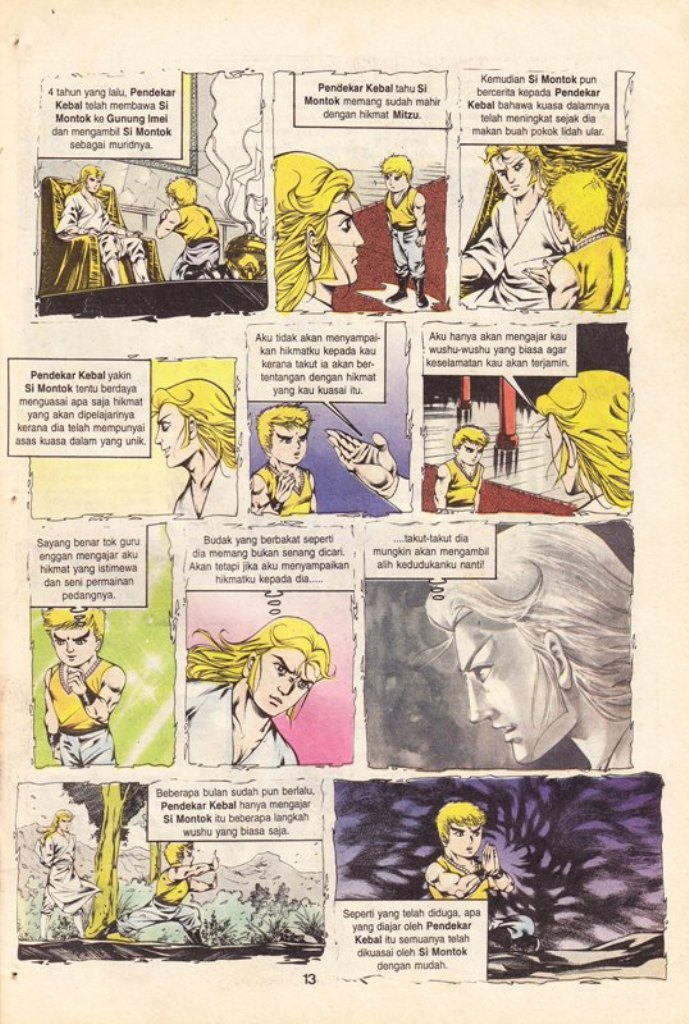 4 tahun yang lalu, Pendekar
Kebal telah membawa Si
Montok ke Gunung Imei
dan mengambil Si Montok
sebagai muridnya.
Pendekar Kebal tahu Si
Montok memang sudah mahir
dengan hikmat Mitzu.
Kemudian Si Montok pun
bercerita kepada Pendekar
Kebal bahawa kuasa dalamnya
telah meningkat sejak dia
makan buah pokok lidah ular.
Pendekar Kebal yakin
Si Montok tentu berdaya
menguasai apa saja hikmat
yang akan dipelajarinya
kerana dia telah mempunyai
asas kuasa dalam yang unik.
Aku tidak akan menyampai-
kan hikmatku kepada kau
kerana takut ia akan ber-
tentangan dengan hikmat
yang kau kuasai itu.
Aku hanya akan mengajar kau
wushu-wushu yang biasa agar
keselamatan kau akan terjamin.
Sayang benar tok guru
enggan mengajar aku
hikmat yang istimewa
dan seni permainan
pedangnya.
Budak yang berbakat seperti
dia memang bukan senang dicari.
Akan tetapi jika aku menyampaikan
hikmatku kepada dia.....
....takut-takut dia
mungkin akan mengambil
alih kedudukanku nanti!
Beberapa bulan sudah pun berlalu,
Pendekar Kebal hanya mengajar
Si Montok itu beberapa langkah
wushu yang biasa saja.
Seperti yang telah diduga, apa
yang diajar oleh Pendekar
Kebal itu semuanya telah
dikuasai oleh Si Montok
dengan mudah.
13